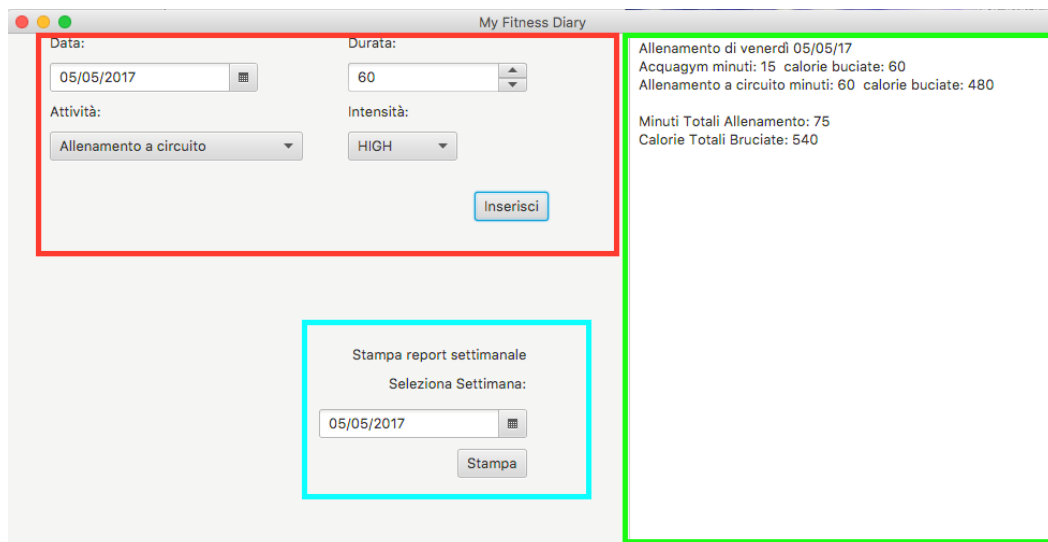 My Fitness Diary
Data:
Durata:
05/05/2017
60
Attività:
Intensità:
Allenamento a circuito
HIGH
Inserisci
Stampa report settimanale
Seleziona Settimana:
05/05/2017
Stampa
Allenamento di venerdì 05/05/17
Acquagym minuti: 15 calorie buciate: 60
Allenamento a circuito minuti: 60 calorie buciate: 480
Minuti Totali Allenamento: 75
Calorie Totali Bruciate: 540